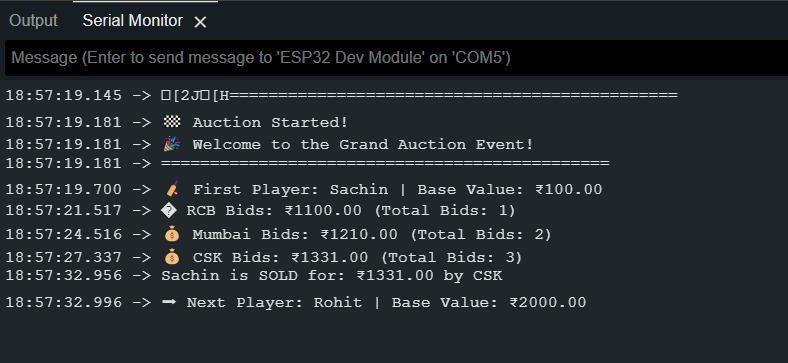 Output Serial Monitor ×
Message (Enter to send message to 'ESP32 Dev Module' on 'COM5')
18:57:19.145 -> □[2J□[H==============================================
18:57:19.181 -> 🏁 Auction Started!
18:57:19.181 -> 🎉 Welcome to the Grand Auction Event!
18:57:19.181 -> ==============================================
18:57:19.700 -> 🏏 First Player: Sachin | Base Value: ₹100.00
18:57:21.517 -> � RCB Bids: ₹1100.00 (Total Bids: 1)
18:57:24.516 -> 💰 Mumbai Bids: ₹1210.00 (Total Bids: 2)
18:57:27.337 -> 💰 CSK Bids: ₹1331.00 (Total Bids: 3)
18:57:32.956 -> Sachin is SOLD for: ₹1331.00 by CSK
18:57:32.996 -> ➡ Next Player: Rohit | Base Value: ₹2000.00